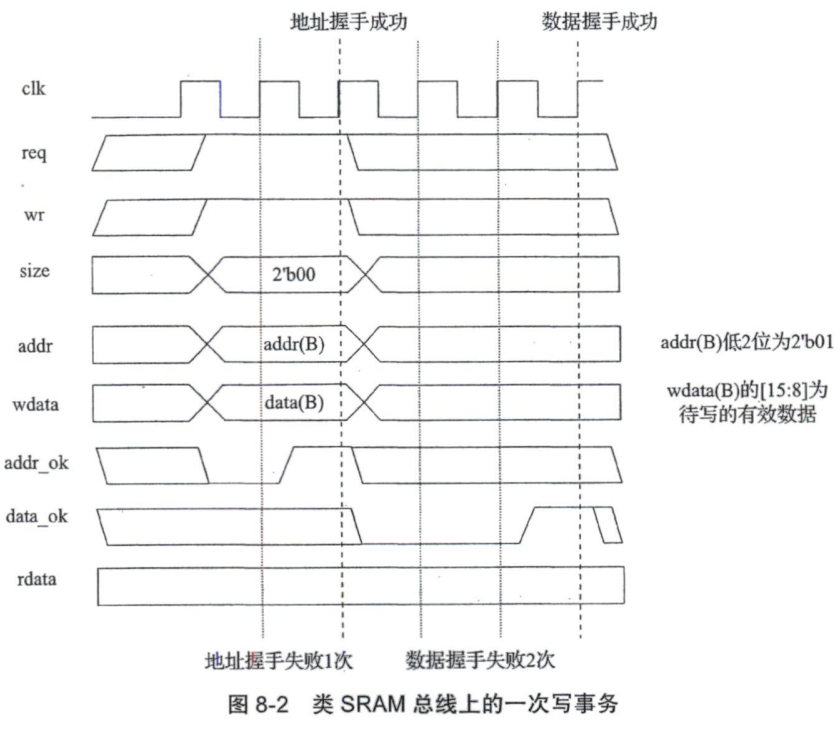 地址握手成功 数据握手成功
clk
req
wr
size 2'b00
addr addr(B) addr(B)低2位为2'b01
wdata data(B) wdata(B)的[15:8]为
待写的有效数据
addr_ok
data_ok
rdata
地址握手失败1次 数据握手失败2次
图 8-2 类 SRAM 总线上的一次写事务